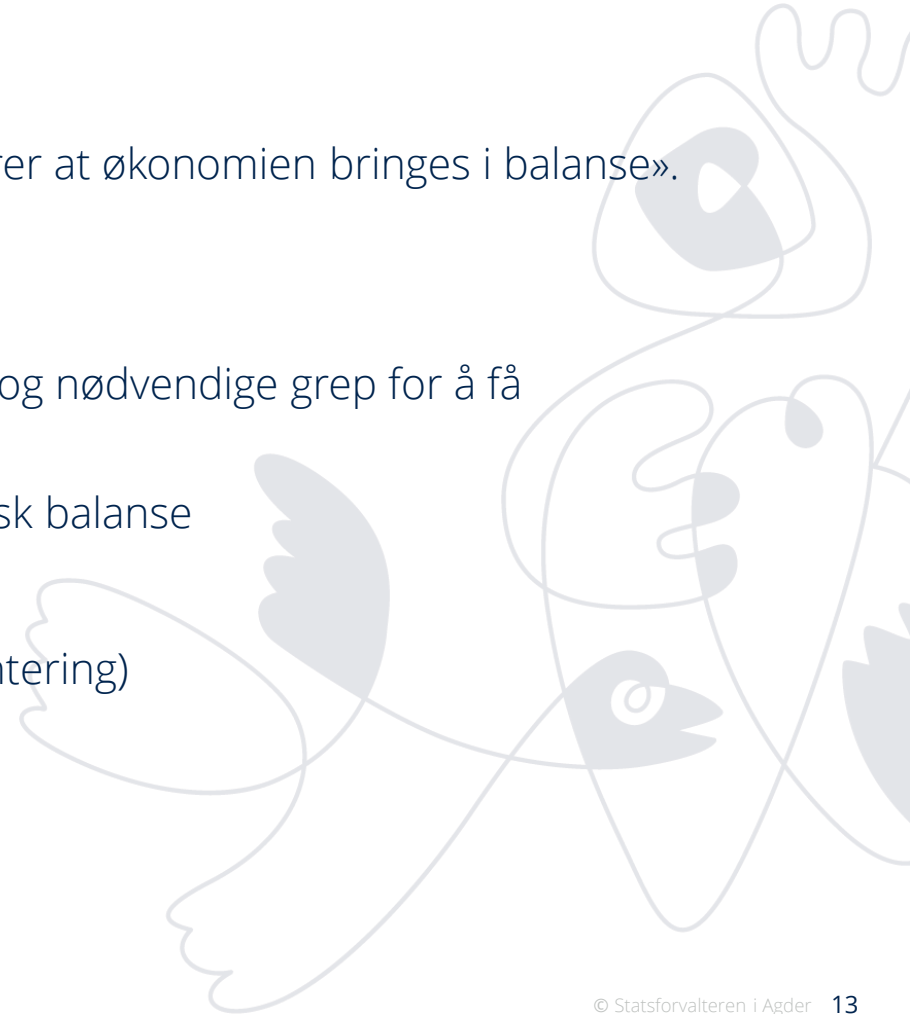 rer at økonomien bringes i balanse».
og nødvendige grep for å få
sk balanse
ntering)
© Statsforvalteren i Agder 13